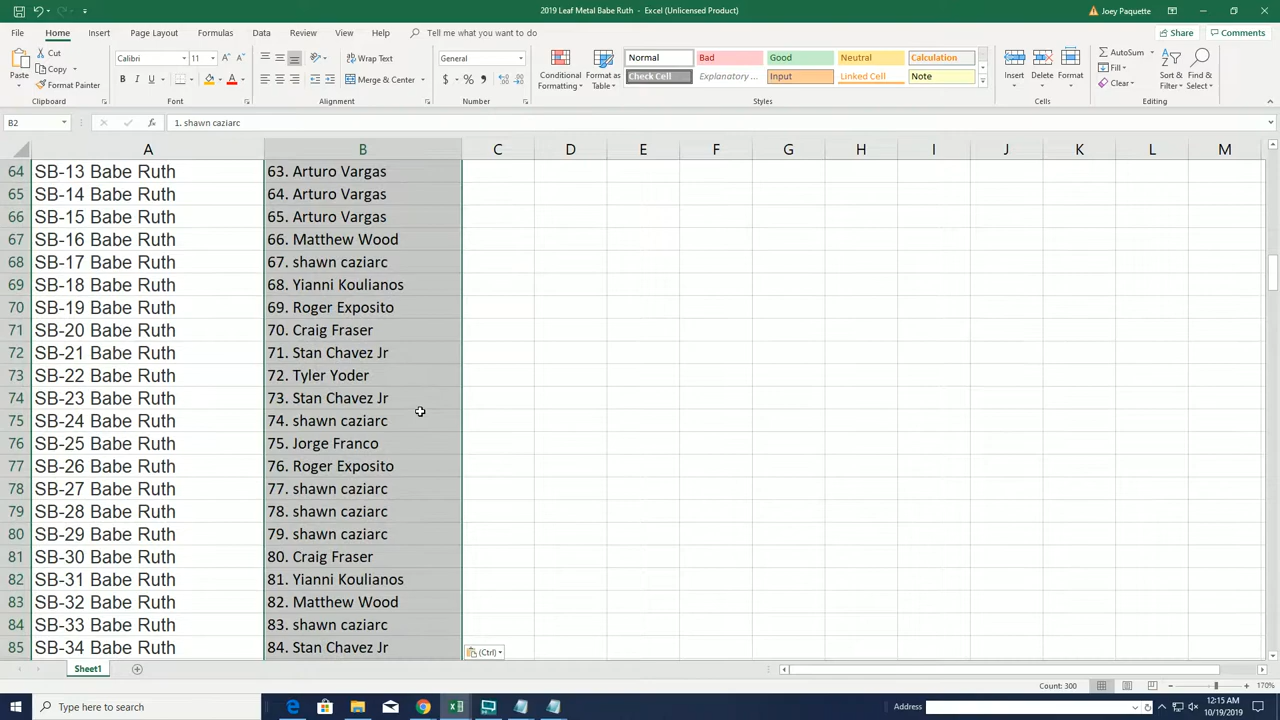 2019 Leaf Metal Babe Ruth - Excel (Unlicensed Product)
Joey Paquette
File Home Insert Page Layout Formulas Data Review View Help Tell me what you want to do
Share Comments
Paste
Cut
Copy
Format Painter
Clipboard
Calibri 11
B I U
Font
Wrap Text
Merge & Center
Alignment
General
$ % 9
Number
Conditional Formatting
Format as Table
Normal Bad Good Neutral Calculation
Check Cell Explanatory ... Input Linked Cell Note
Styles
Insert Delete Format
Cells
AutoSum
Fill
Clear
Sort & Filter
Find & Select
Editing
B2 fx 1. shawn caziarc
A B C D E F G H I J K L M
64 SB-13 Babe Ruth 63. Arturo Vargas
65 SB-14 Babe Ruth 64. Arturo Vargas
66 SB-15 Babe Ruth 65. Arturo Vargas
67 SB-16 Babe Ruth 66. Matthew Wood
68 SB-17 Babe Ruth 67. shawn caziarc
69 SB-18 Babe Ruth 68. Yianni Koulianos
70 SB-19 Babe Ruth 69. Roger Exposito
71 SB-20 Babe Ruth 70. Craig Fraser
72 SB-21 Babe Ruth 71. Stan Chavez Jr
73 SB-22 Babe Ruth 72. Tyler Yoder
74 SB-23 Babe Ruth 73. Stan Chavez Jr
75 SB-24 Babe Ruth 74. shawn caziarc
76 SB-25 Babe Ruth 75. Jorge Franco
77 SB-26 Babe Ruth 76. Roger Exposito
78 SB-27 Babe Ruth 77. shawn caziarc
79 SB-28 Babe Ruth 78. shawn caziarc
80 SB-29 Babe Ruth 79. shawn caziarc
81 SB-30 Babe Ruth 80. Craig Fraser
82 SB-31 Babe Ruth 81. Yianni Koulianos
83 SB-32 Babe Ruth 82. Matthew Wood
84 SB-33 Babe Ruth 83. shawn caziarc
85 SB-34 Babe Ruth 84. Stan Chavez Jr
(Ctrl)
Sheet1
Count: 300
170%
Type here to search
Address
12:15 AM
10/19/2019